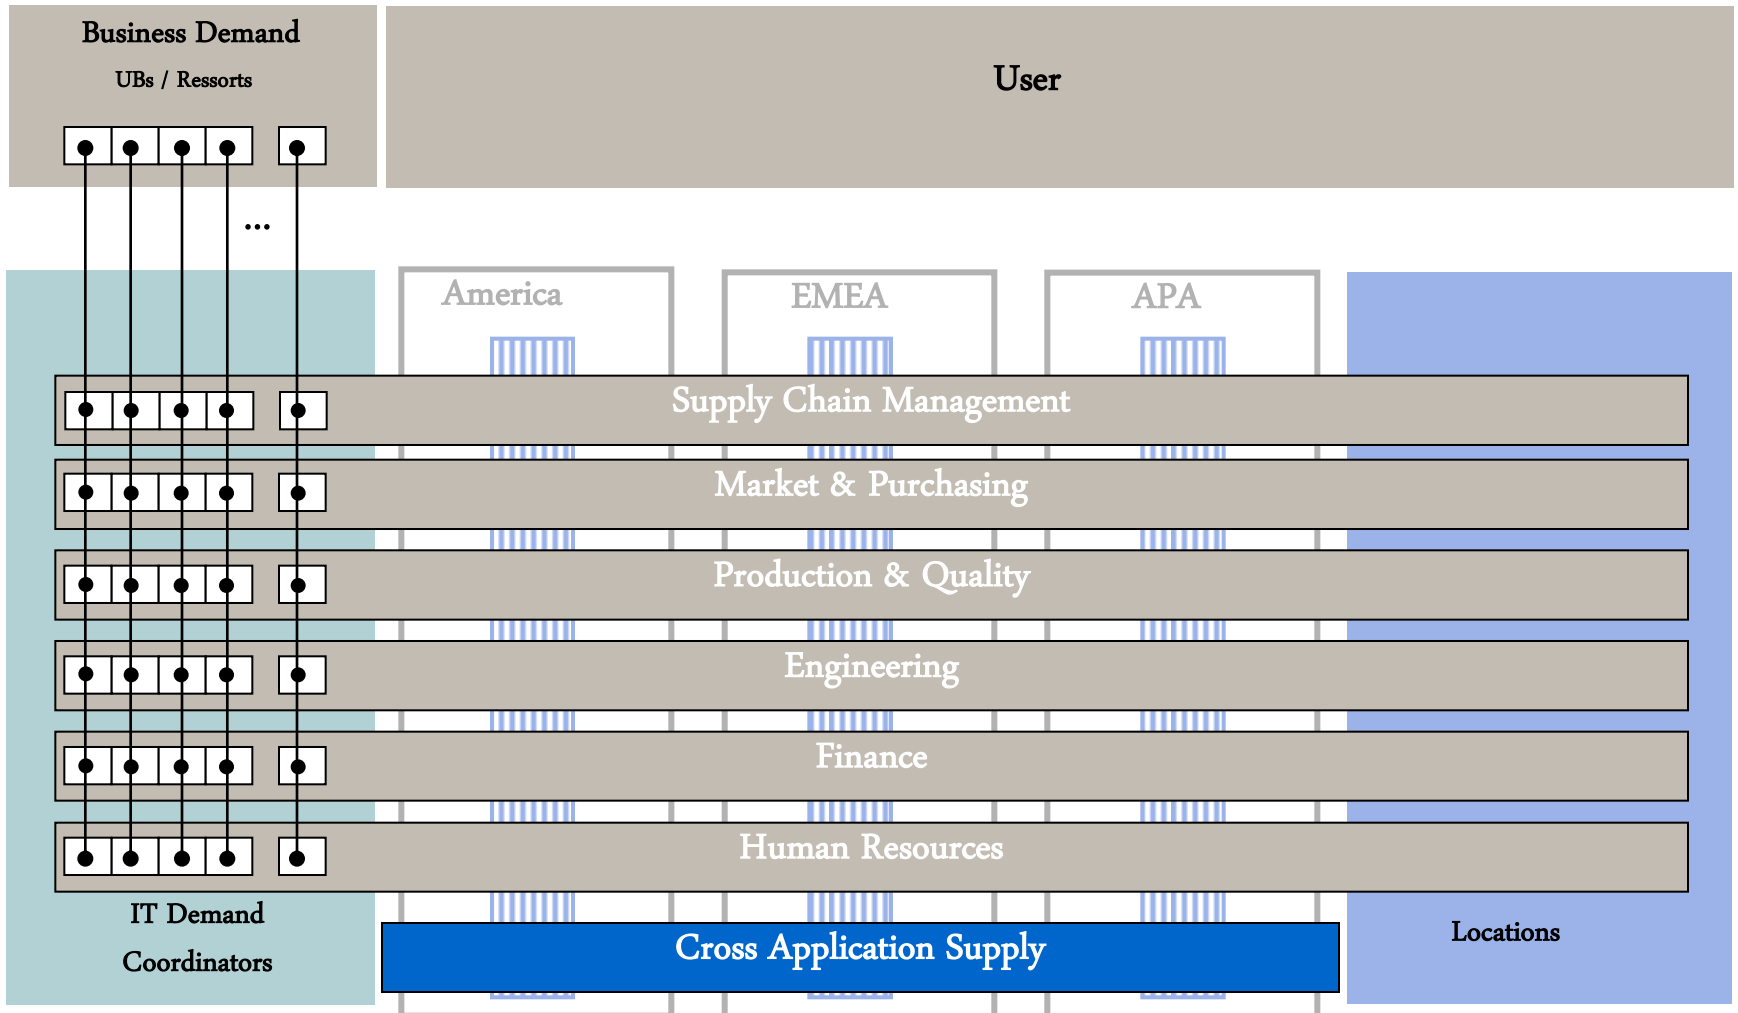 Business Demand
UBs / Ressorts
User
...
America
EMEA
APA
Supply Chain Management
Market & Purchasing
Production & Quality
Engineering
Finance
Human Resources
IT Demand
Coordinators
Cross Application Supply
Locations